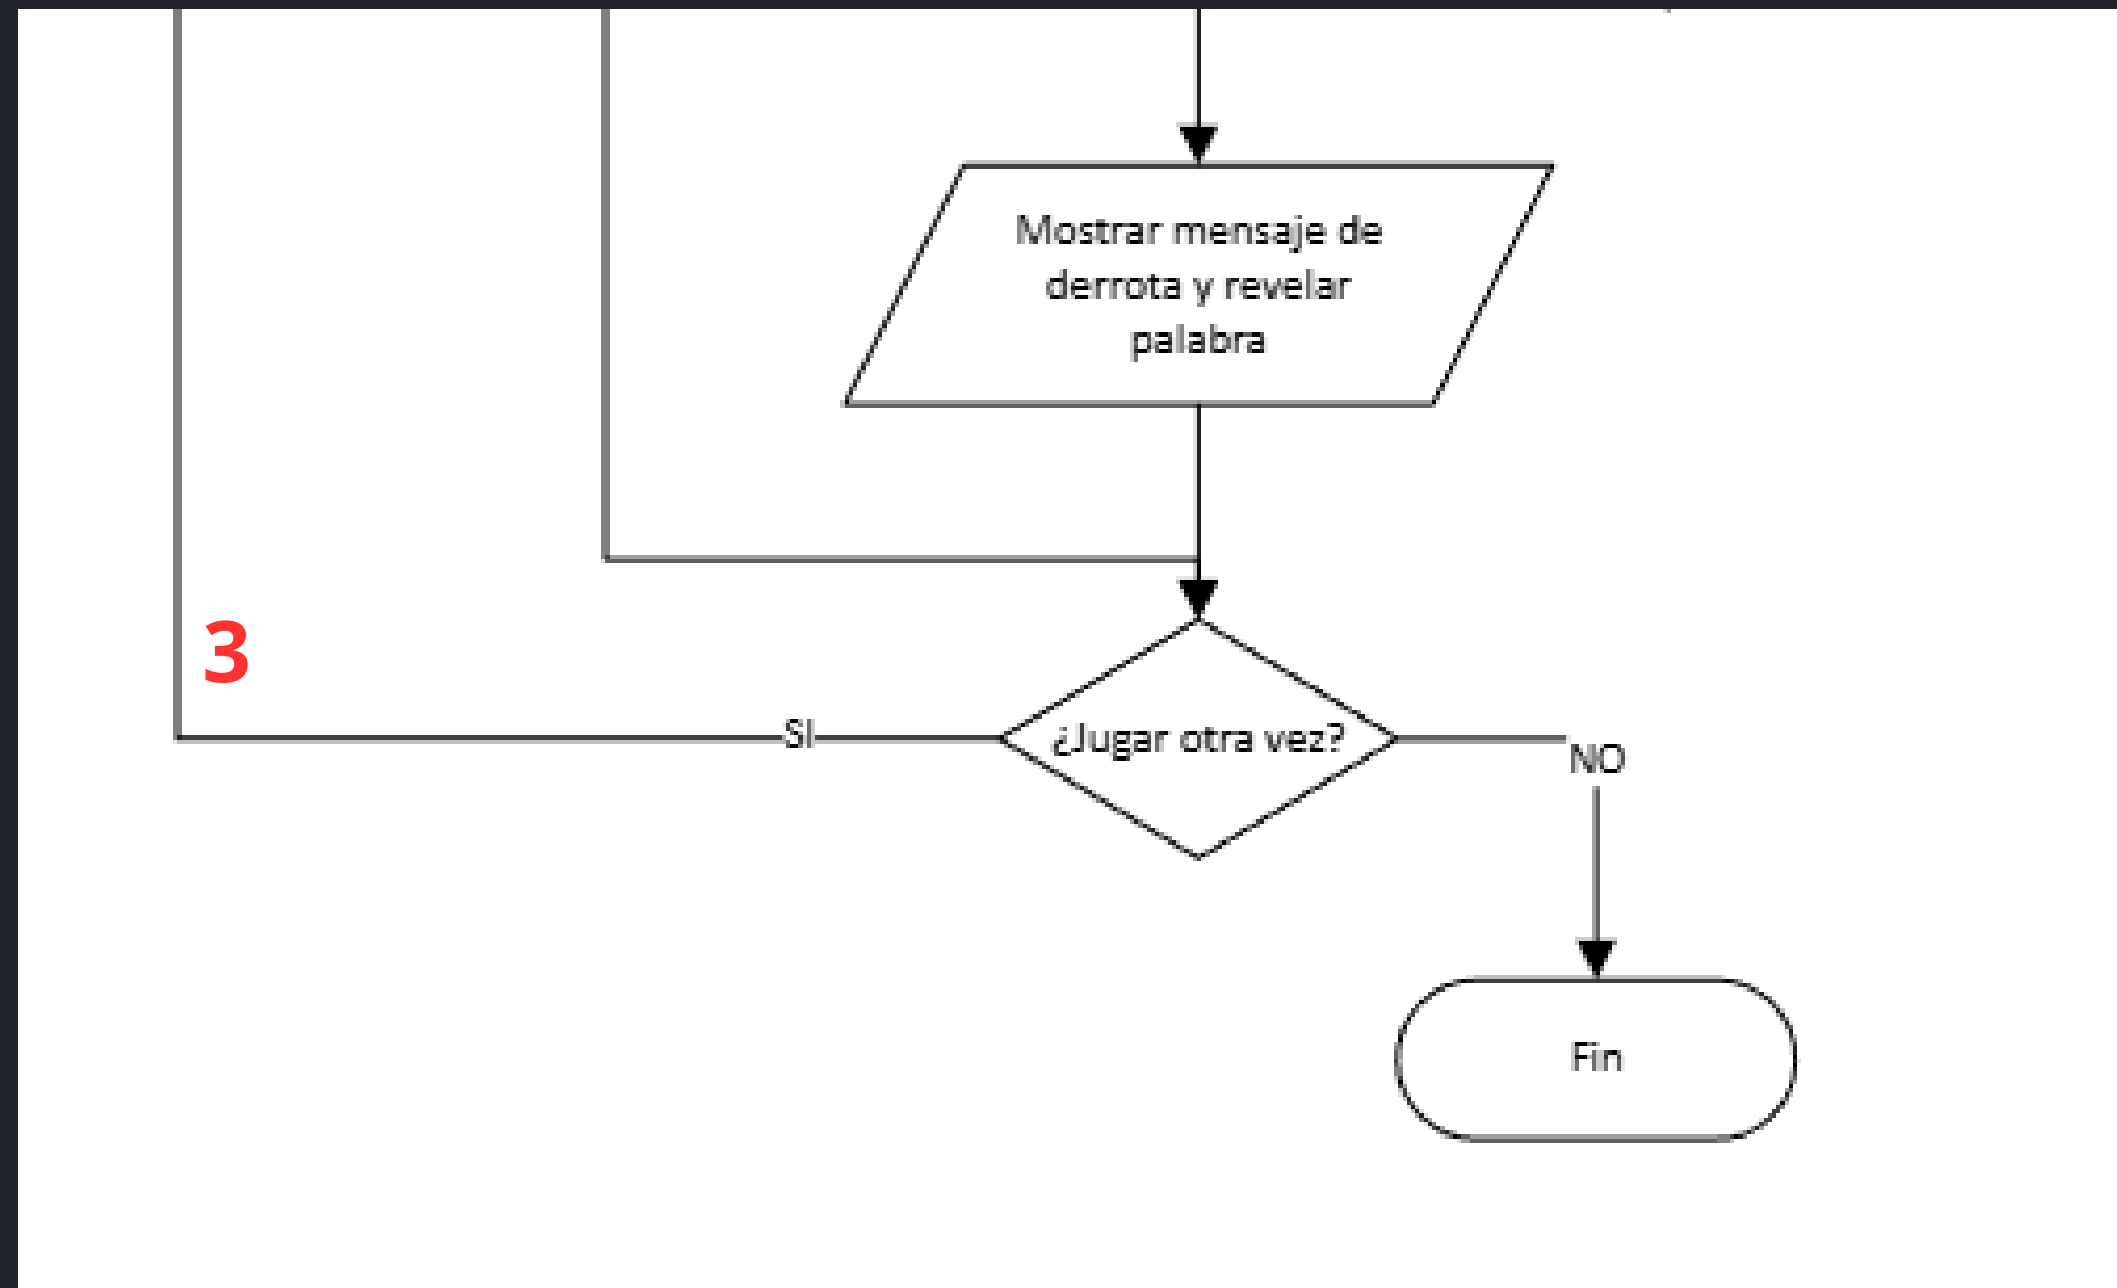 Mostrar mensaje de
derrota y revelar
palabra
3
SI
¿Jugar otra vez?
NO
Fin